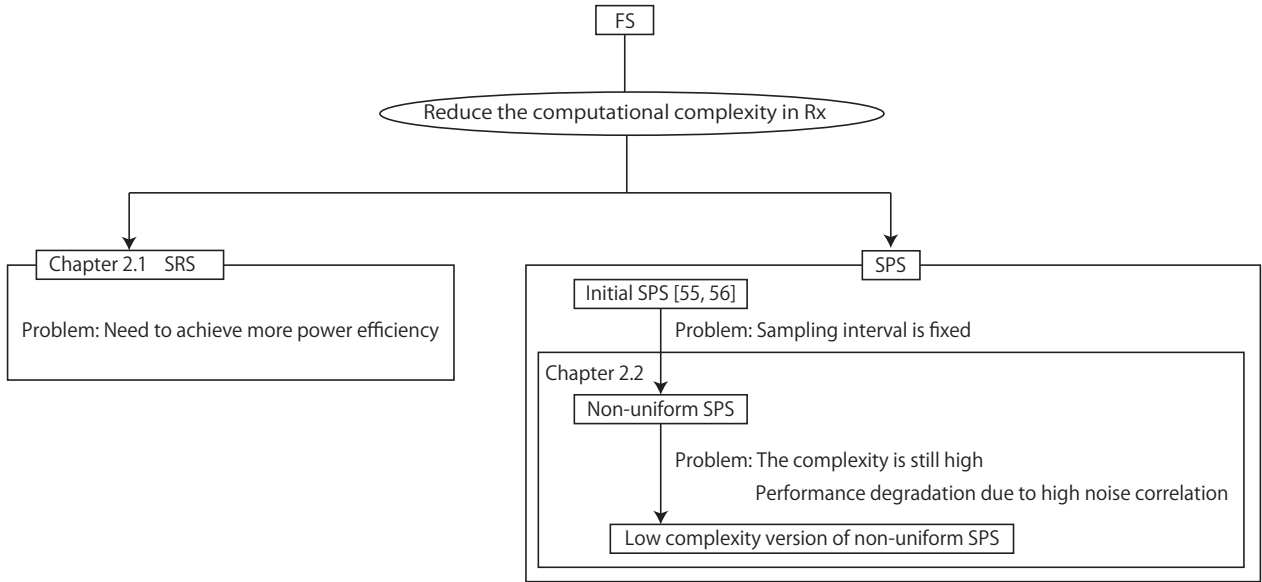 FS
Reduce the computational complexity in Rx
Chapter 2.1 SRS
Problem: Need to achieve more power efficiency
SPS
Initial SPS [55, 56]
Problem: Sampling interval is fixed
Chapter 2.2
Non-uniform SPS
Problem: The complexity is still high
Performance degradation due to high noise correlation
Low complexity version of non-uniform SPS